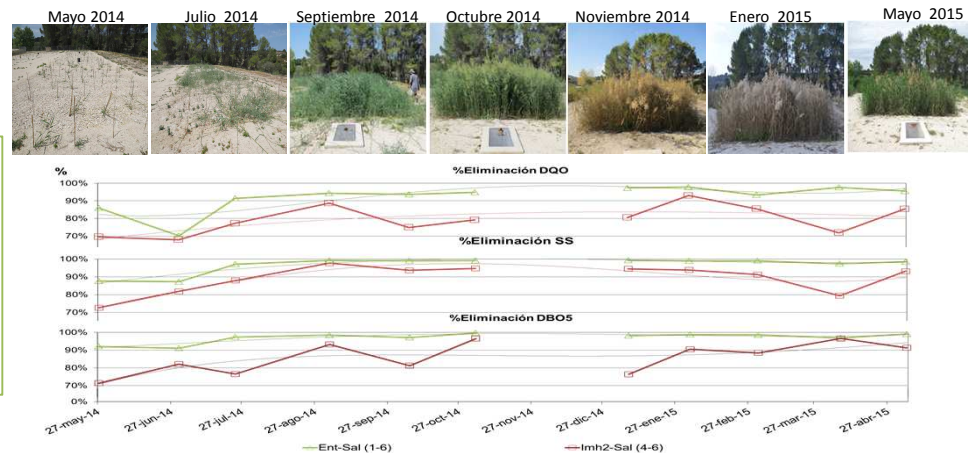 Mayo 2014 Julio 2014 Septiembre 2014 Octubre 2014 Noviembre 2014 Enero 2015 Mayo 2015
% %Eliminación DQO
100%
90%
80%
70%
%Eliminación SS
100%
90%
80%
70%
%Eliminación DBO5
100%
90%
80%
70%
0%
27-may-14 27-jun-14 27-jul-14 27-ago-14 27-sep-14 27-oct-14 27-nov-14 27-dic-14 27-ene-15 27-feb-15 27-mar-15 27-abr-15
Ent-Sal (1-6) Imh2-Sal (4-6)